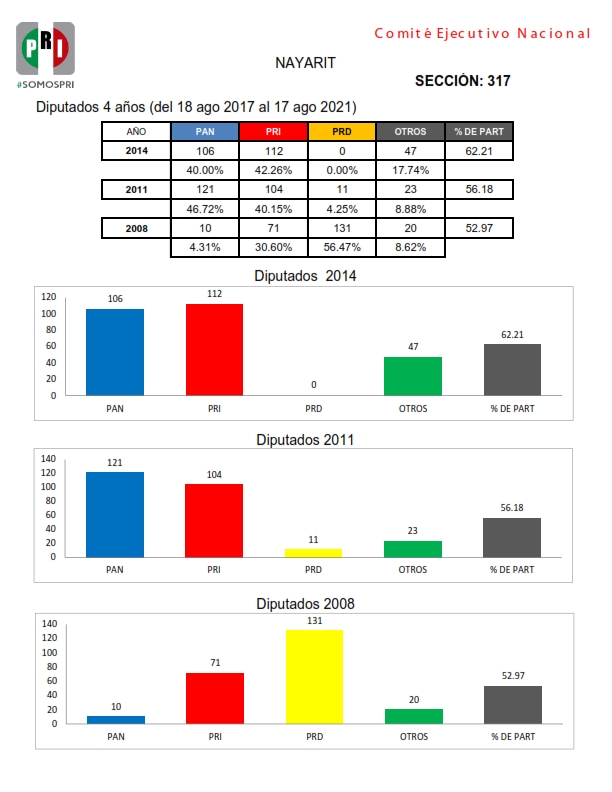 Comité Ejecutivo Nacional
PRI
#SOMOSPRI
NAYARIT
SECCIÓN: 317
Diputados 4 años (del 18 ago 2017 al 17 ago 2021)
AÑO PAN PRI PRD OTROS % DE PART
2014 106 112 0 47 62.21
40.00% 42.26% 0.00% 17.74%
2011 121 104 11 23 56.18
46.72% 40.15% 4.25% 8.88%
2008 10 71 131 20 52.97
4.31% 30.60% 56.47% 8.62%
Diputados 2014
120
100
80
60
40
20
0
106 112 0 47 62.21
PAN PRI PRD OTROS % DE PART
Diputados 2011
140
120
100
80
60
40
20
0
121 104 11 23 56.18
PAN PRI PRD OTROS % DE PART
Diputados 2008
140
120
100
80
60
40
20
0
10 71 131 20 52.97
PAN PRI PRD OTROS % DE PART